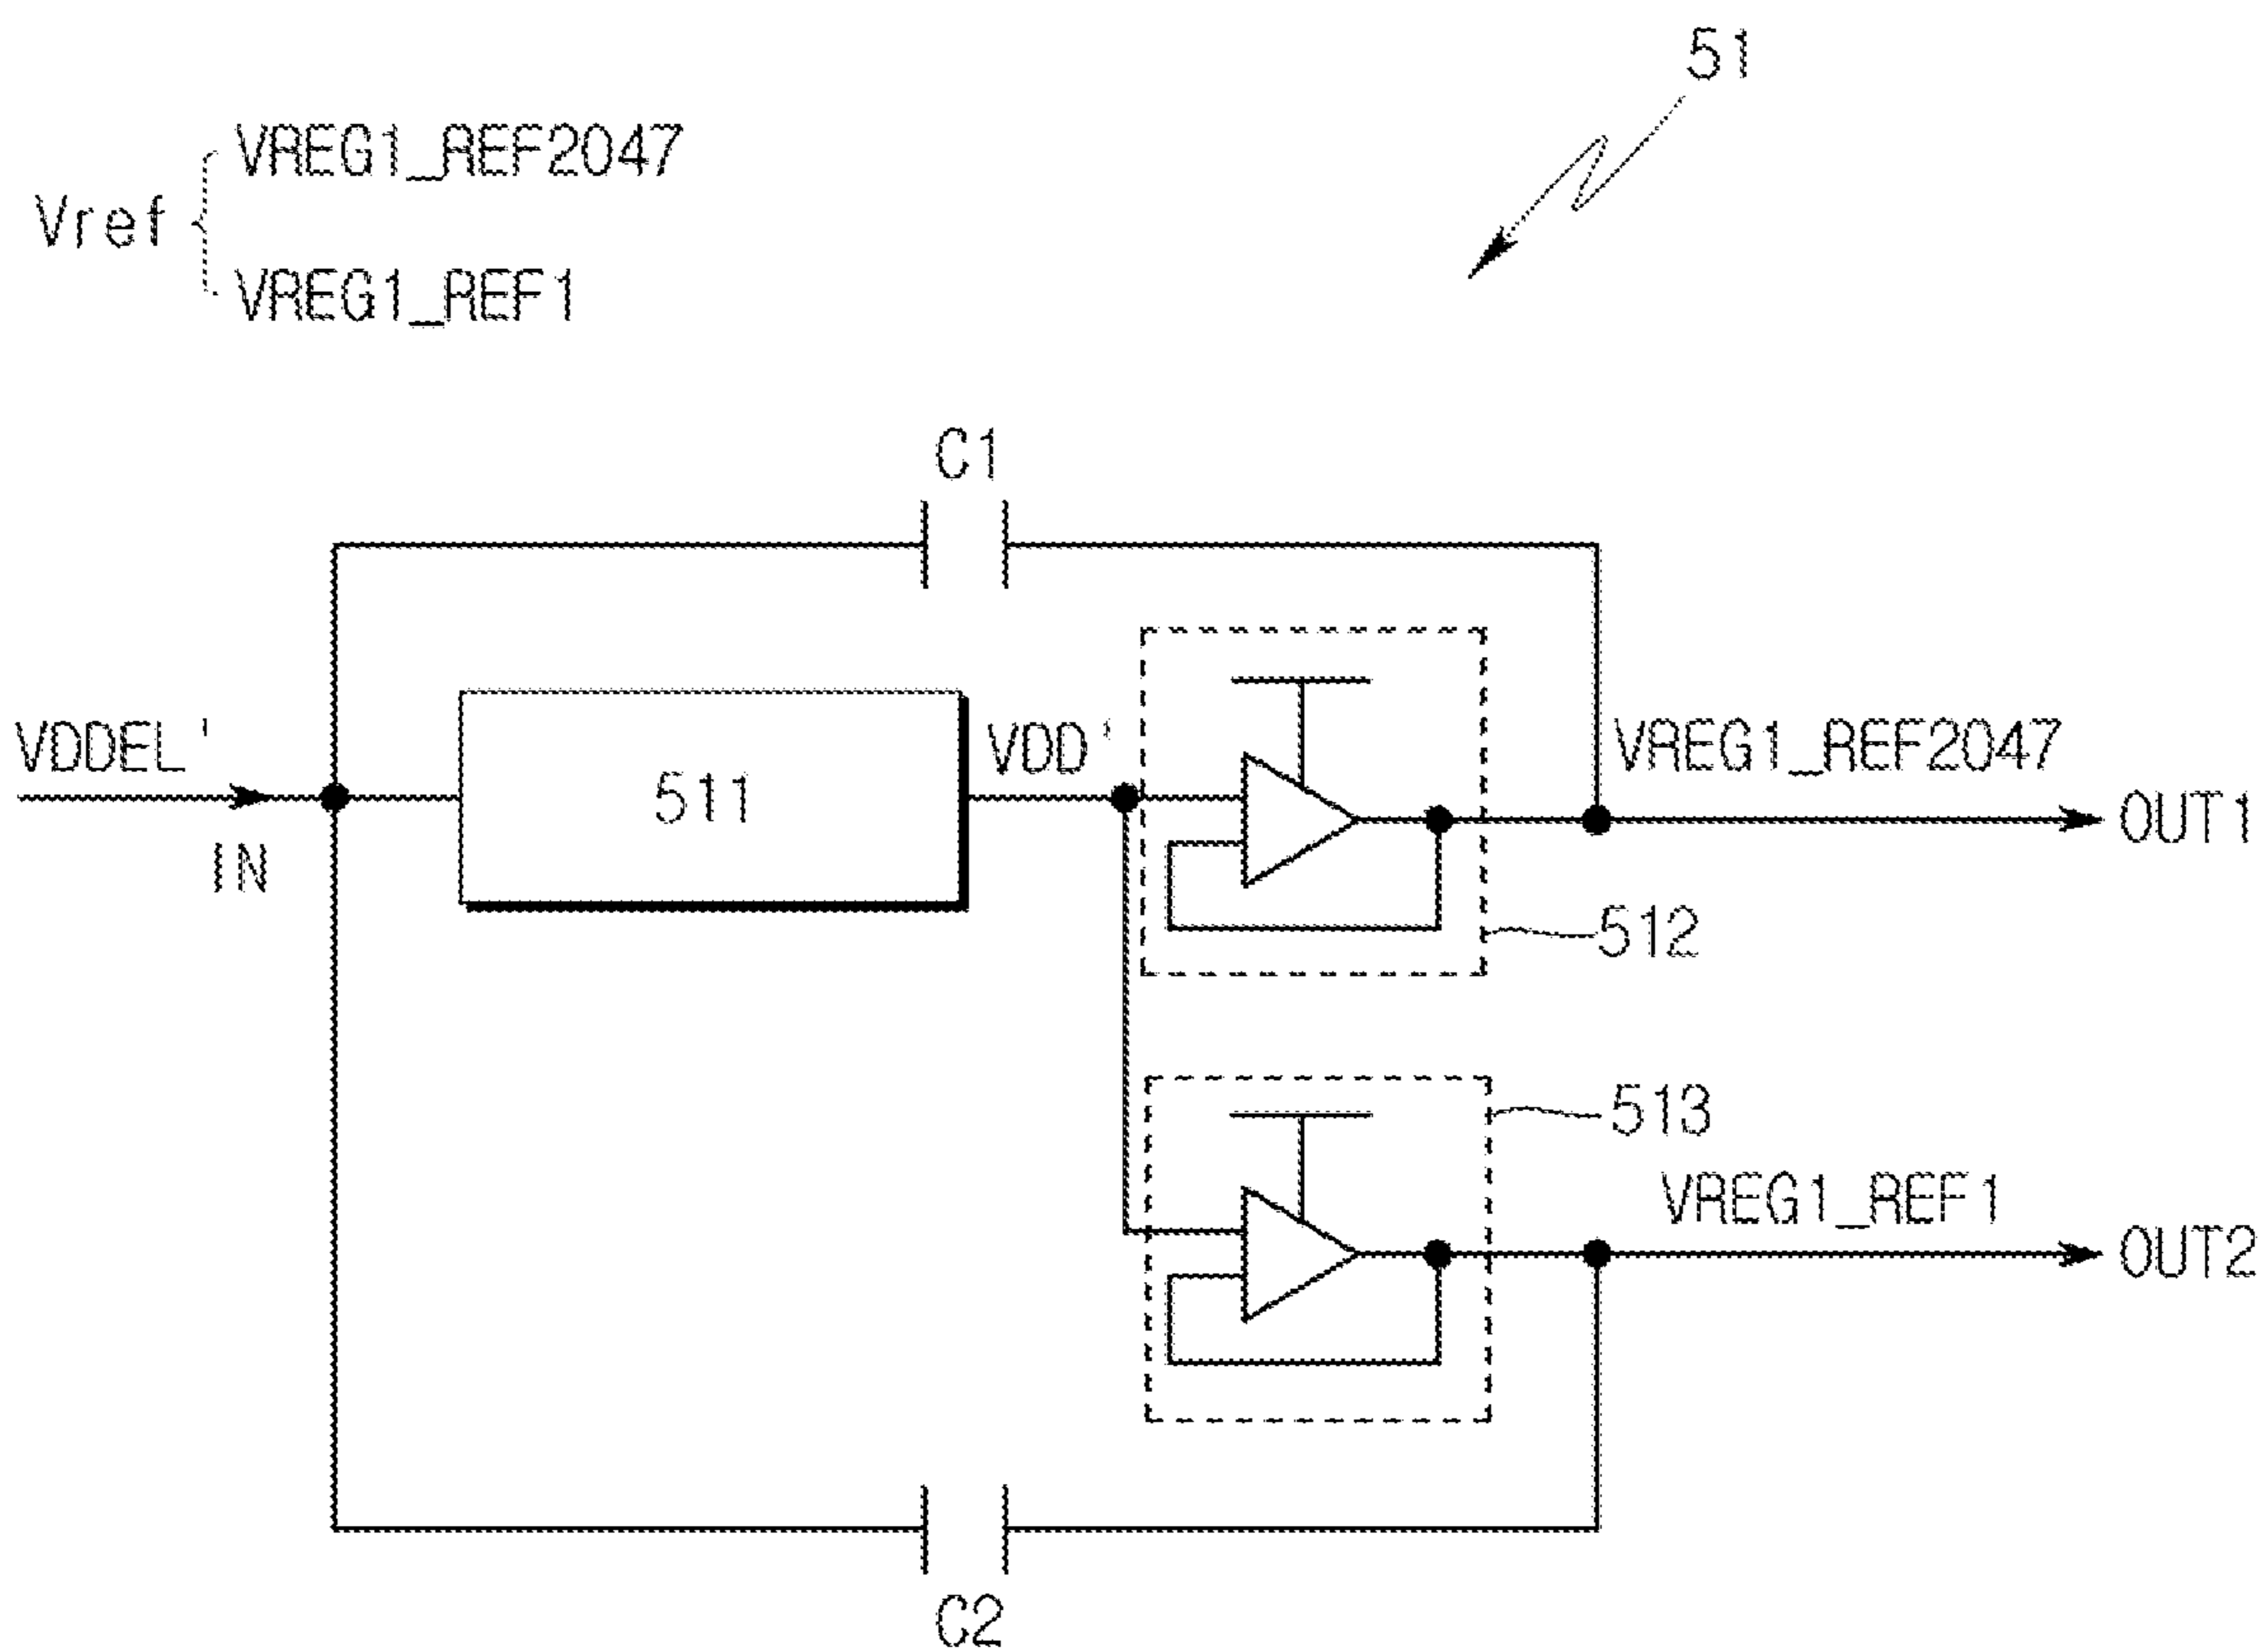 51
VREG1_REF2047
Vref
VREG1_REF1
C1
VDDEL'
IN
511
VDD'
VREG1_REF2047
OUT1
512
513
VREG1_REF1
OUT2
C2